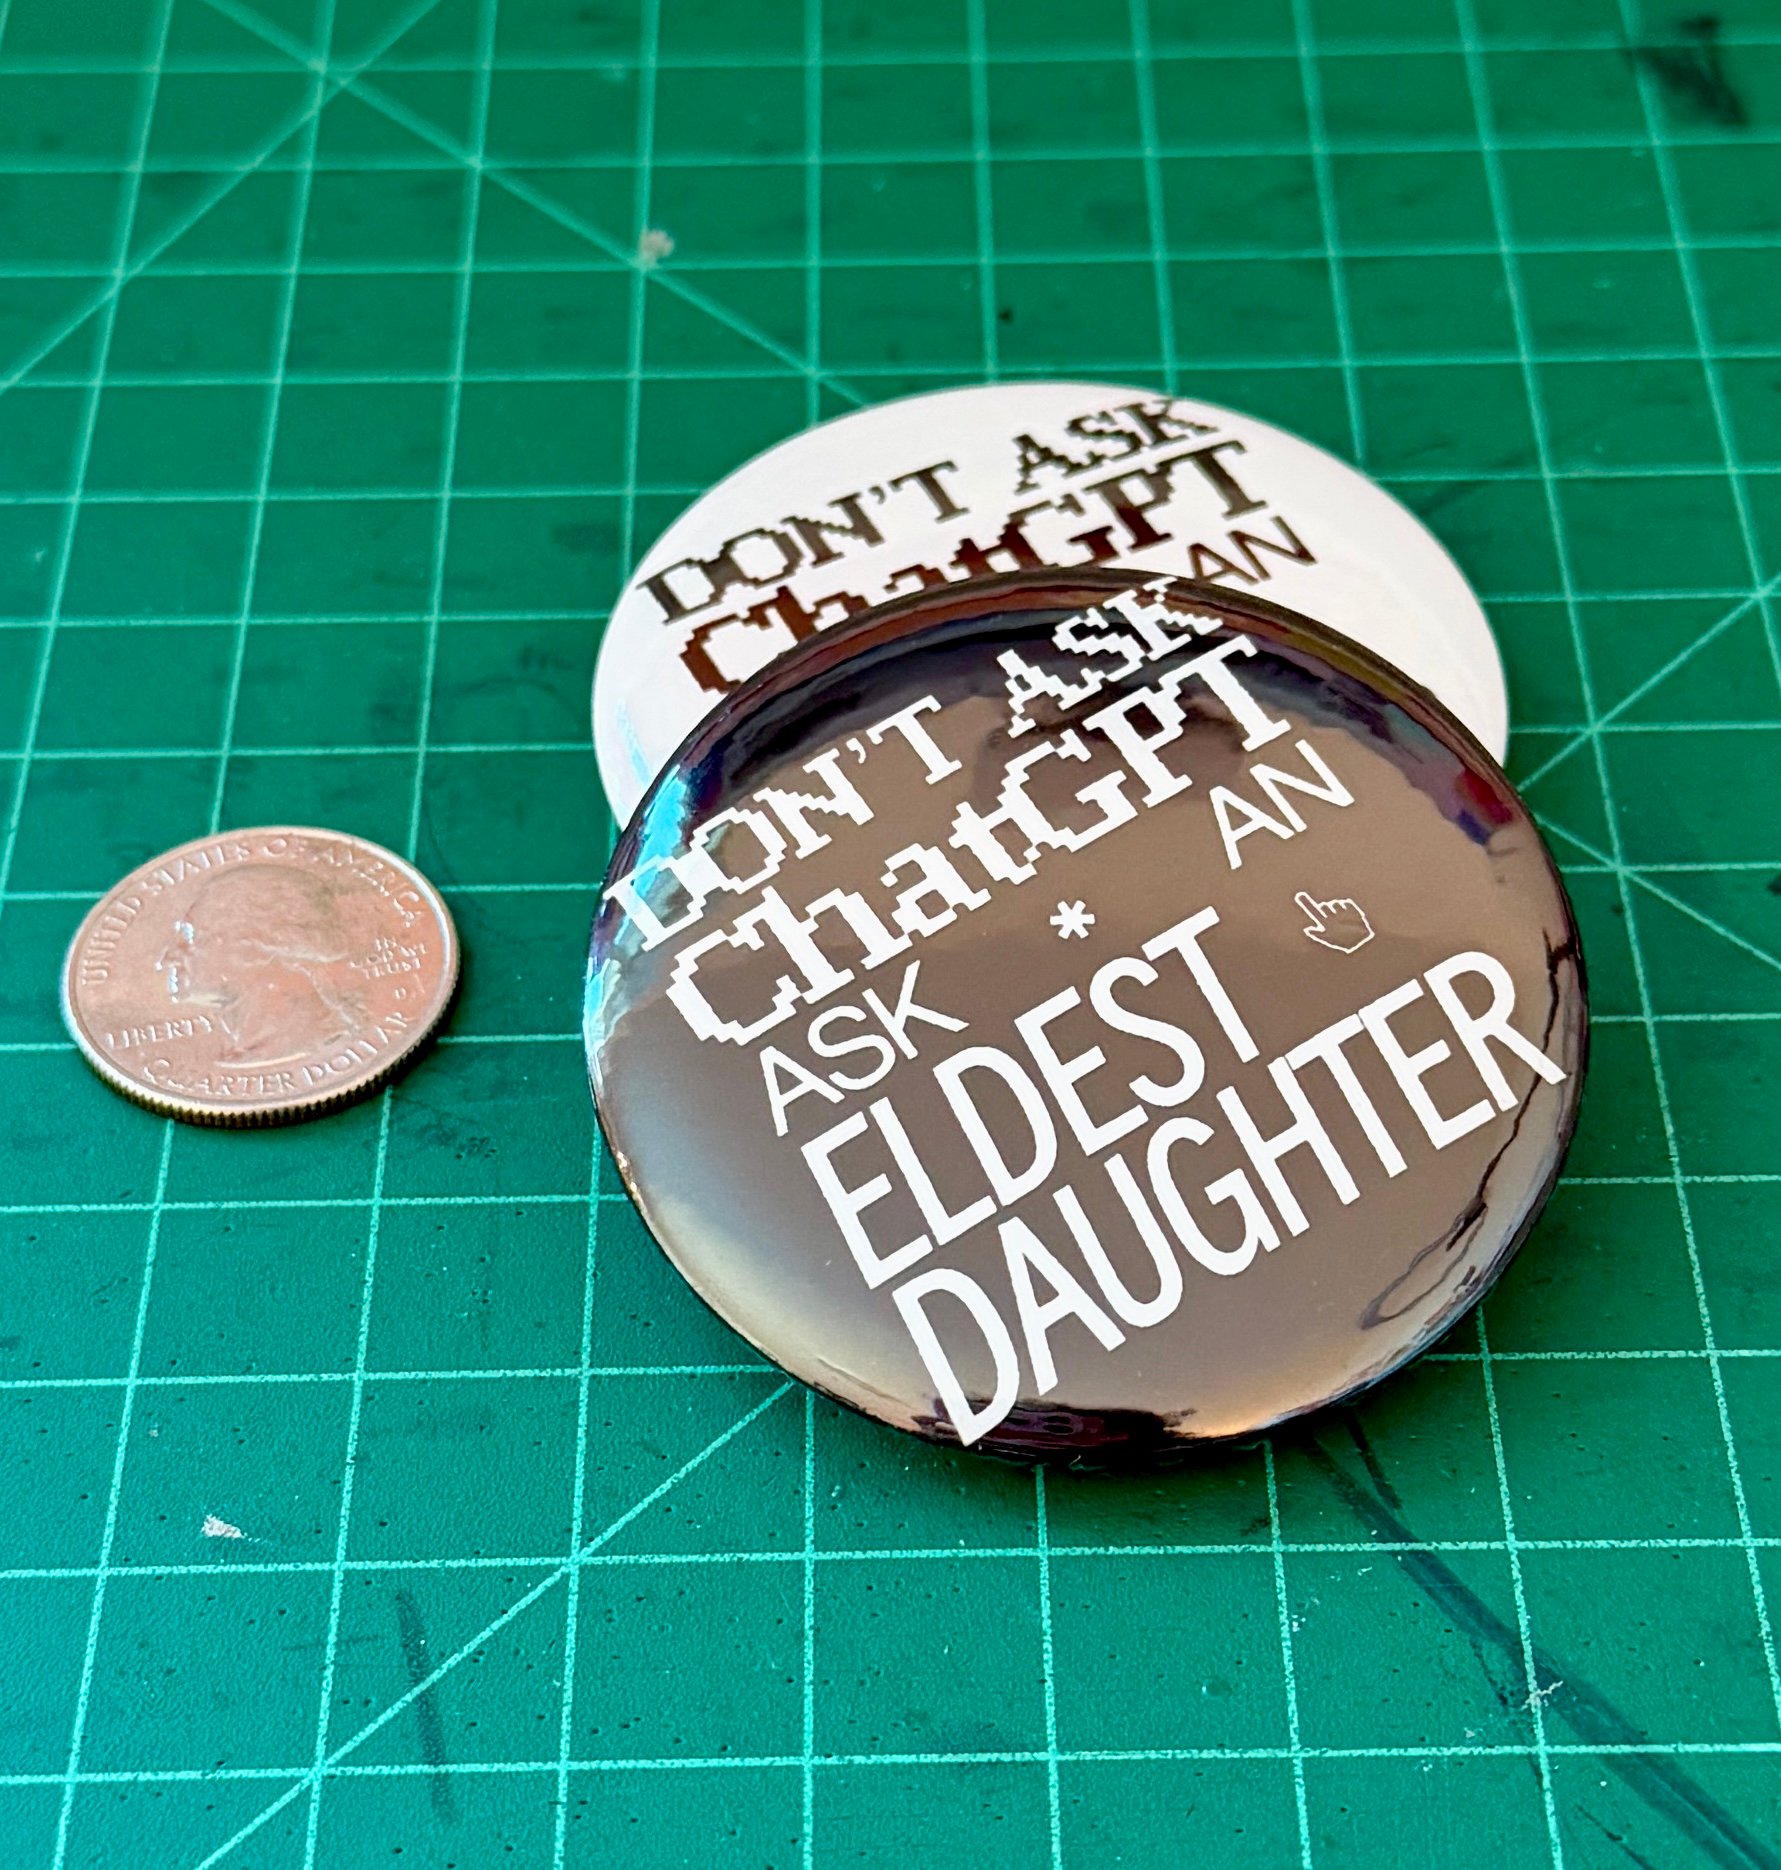 DON'T ASK
ChatGPT
AN
DON'T ASK
ChatGPT
ASK * AN
ELDEST
DAUGHTER
UNITED STATES OF AMERICA
IN
GOD WE
TRUST
LIBERTY
QUARTER DOLLAR